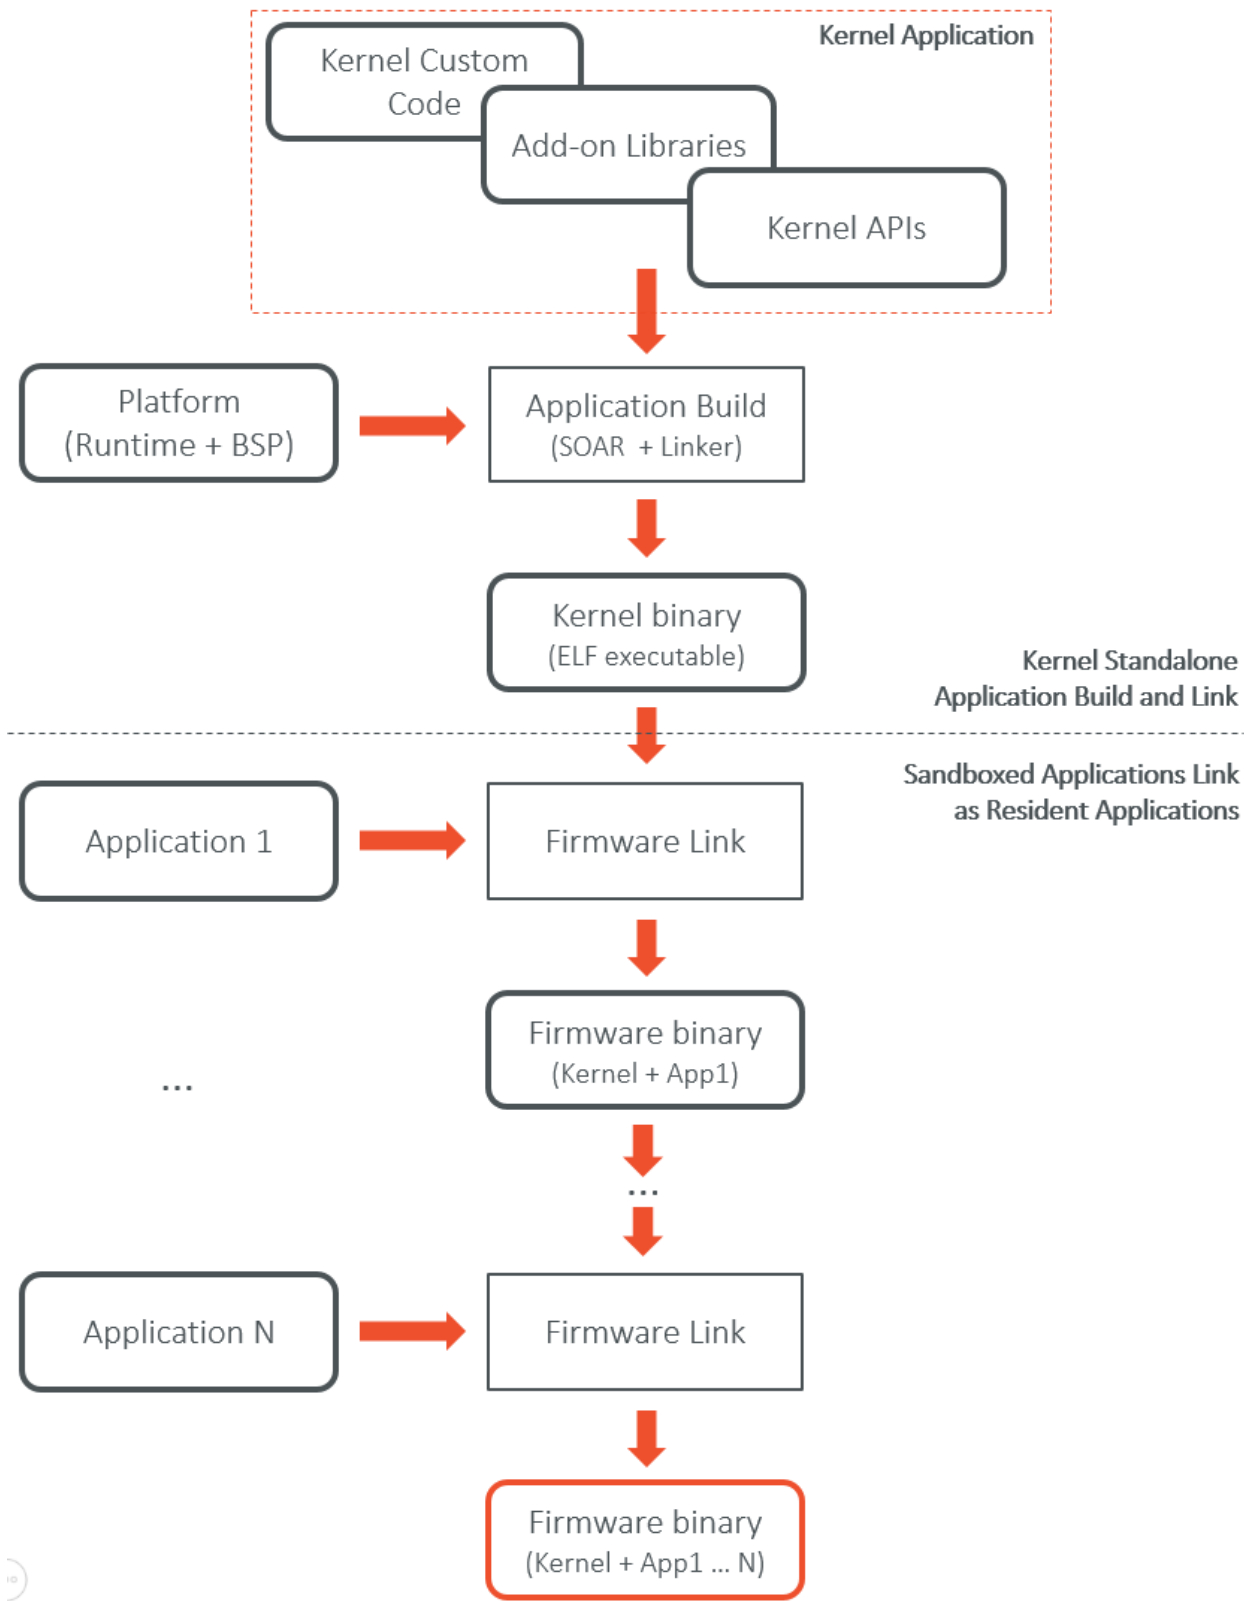 Kernel Application
Kernel Custom
Code
Add-on Libraries
Kernel APIs
Platform
(Runtime + BSP)
Application Build
(SOAR + Linker)
Kernel binary
(ELF executable)
Kernel Standalone
Application Build and Link
Sandboxed Applications Link
as Resident Applications
Application 1
Firmware Link
Firmware binary
(Kernel + App1)
...
...
Application N
Firmware Link
Firmware binary
(Kernel + App1 ... N)